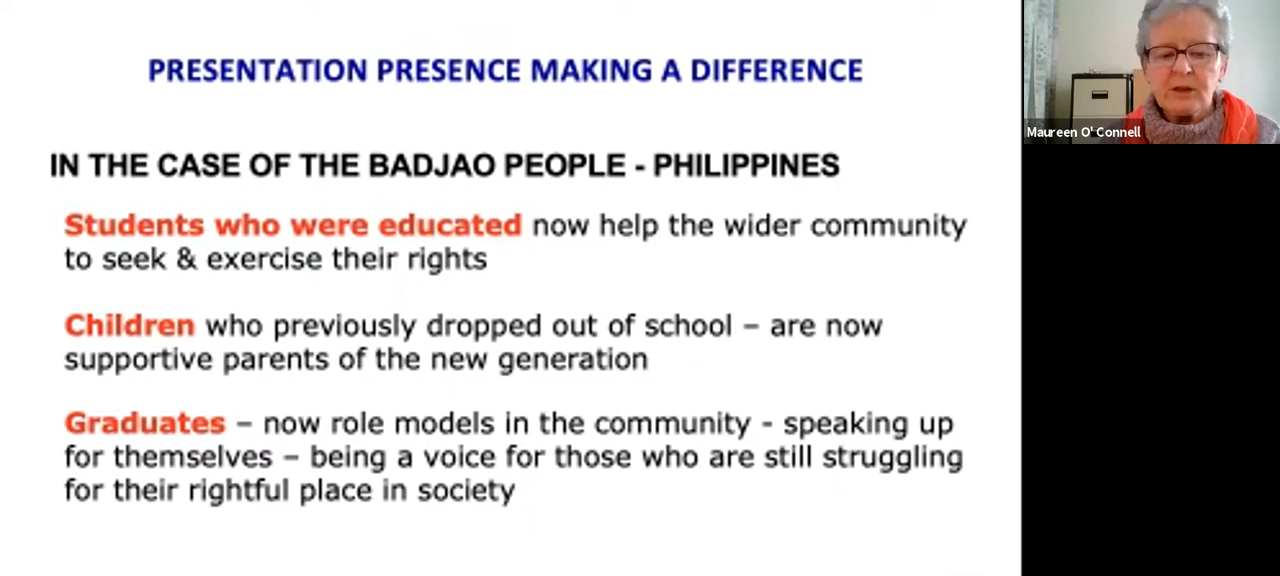 PRESENTATION PRESENCE MAKING A DIFFERENCE
Maureen O' Connell
IN THE CASE OF THE BADJAO PEOPLE - PHILIPPINES
Students who were educated now help the wider community
to seek & exercise their rights
Children who previously dropped out of school – are now
supportive parents of the new generation
Graduates – now role models in the community - speaking up
for themselves – being a voice for those who are still struggling
for their rightful place in society